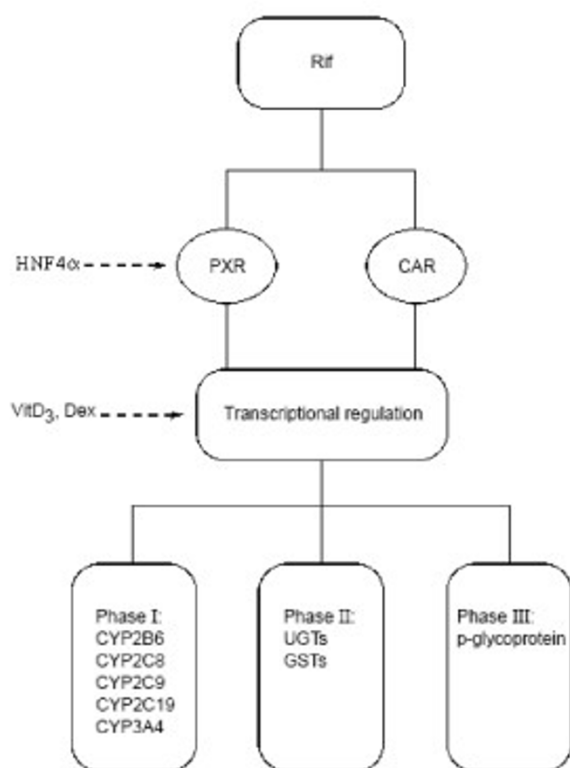 Rif
HNF4α
PXR
CAR
VitD3, Dex
Transcriptional regulation
Phase I:
CYP2B6
CYP2C8
CYP2C9
CYP2C19
CYP3A4
Phase II:
UGTs
GSTs
Phase III:
p-glycoprotein